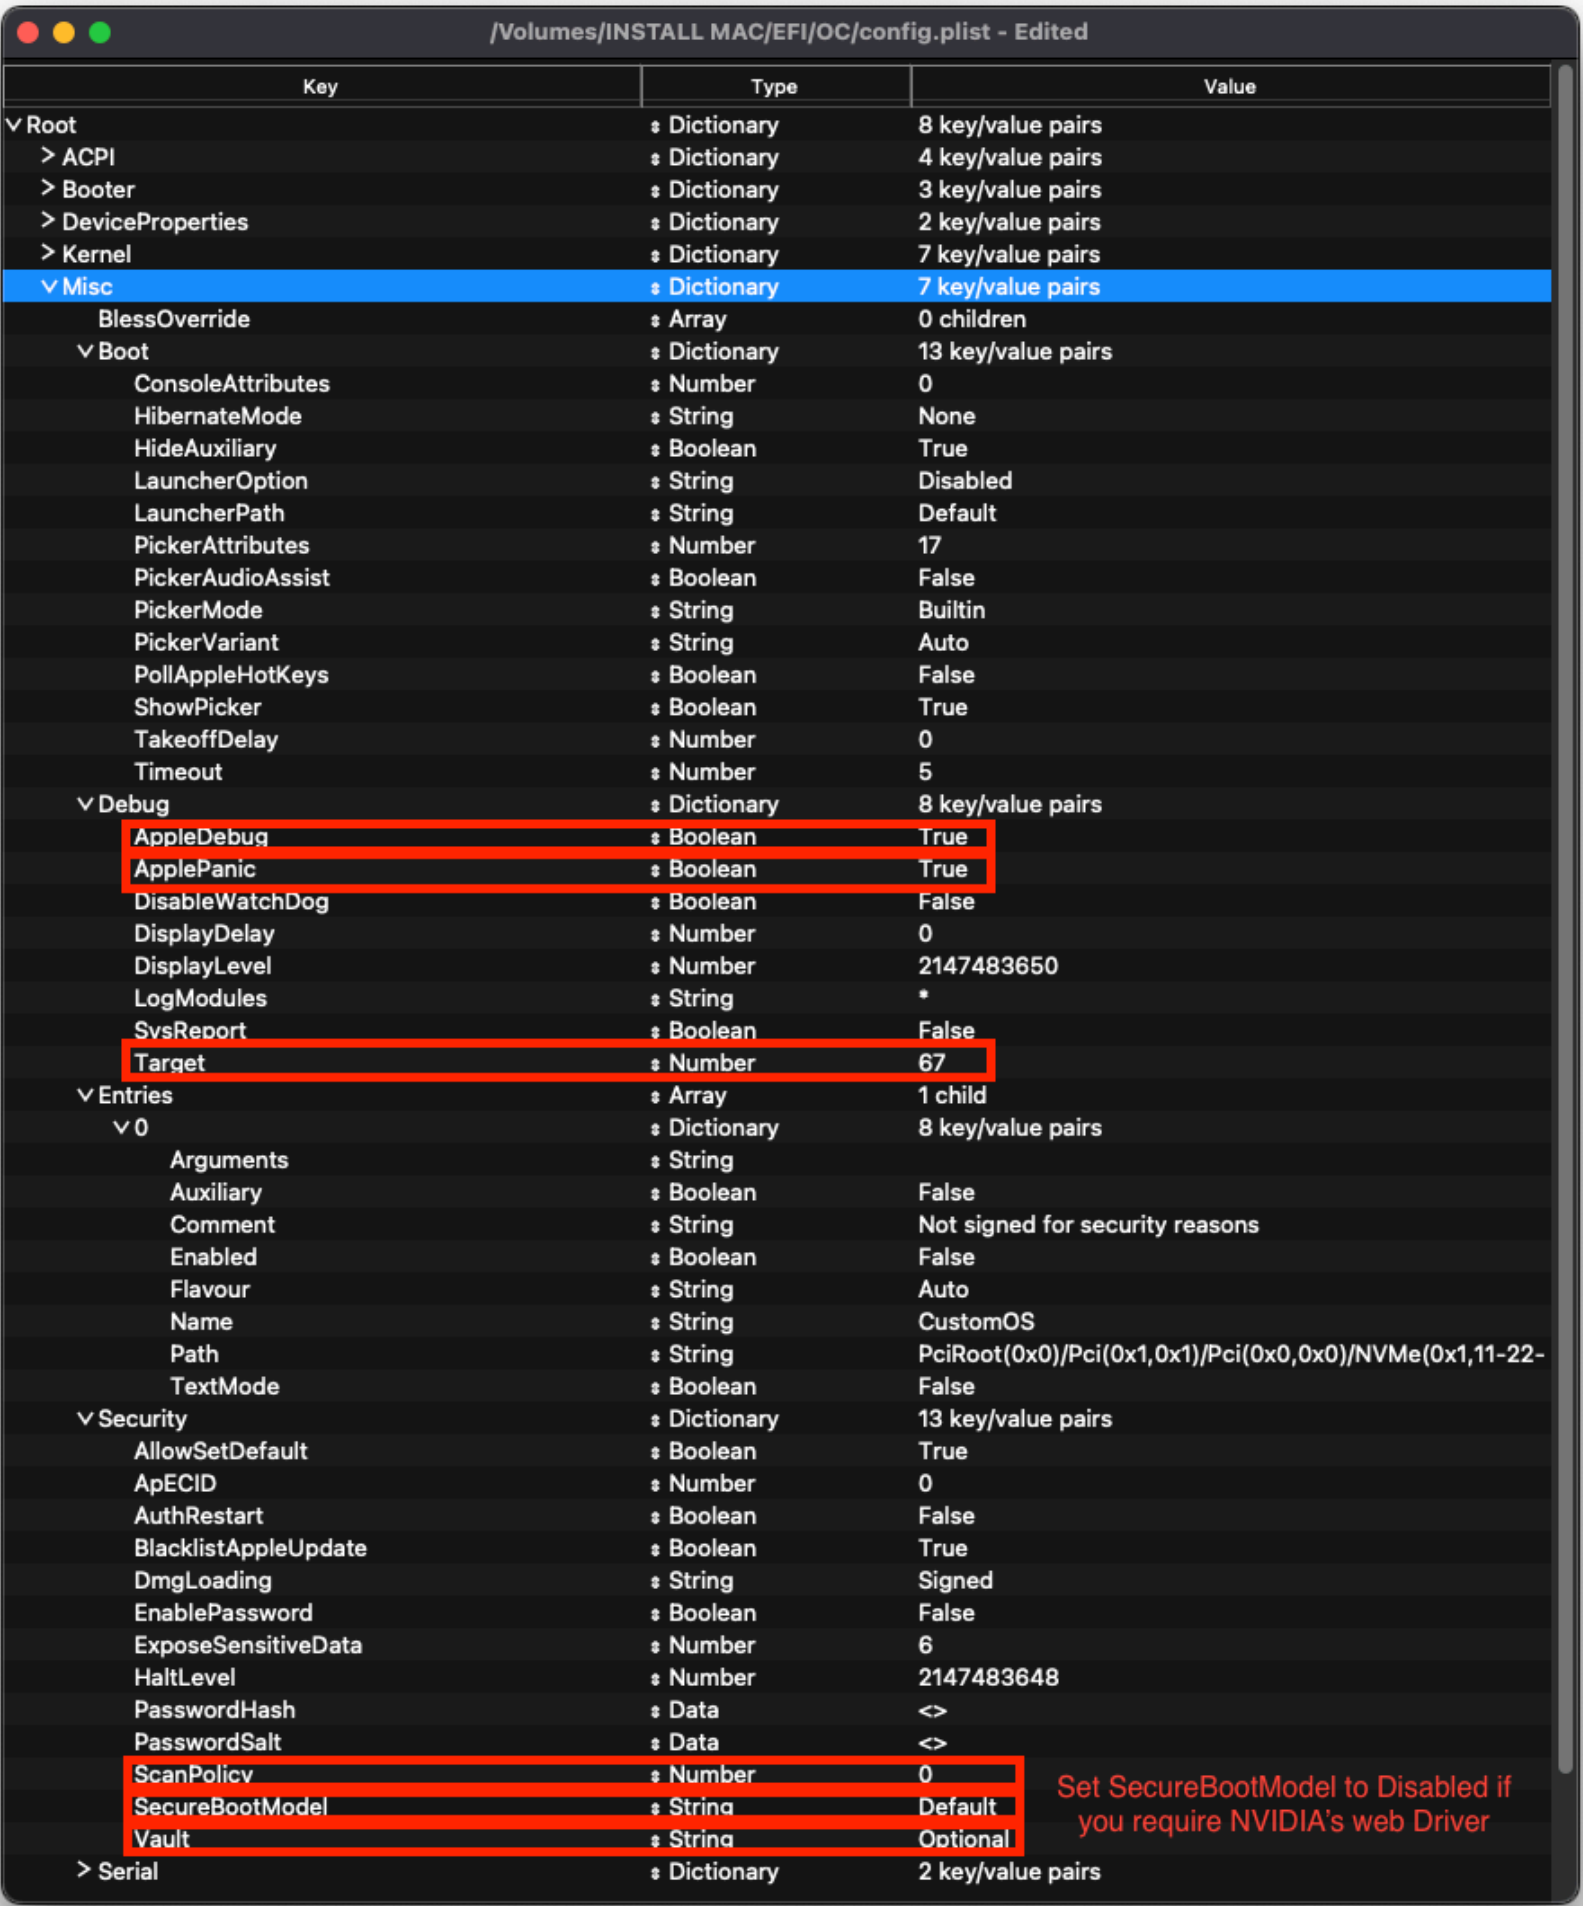 /Volumes/INSTALL MAC/EFI/OC/config.plist - Edited
Key Type Value
Root Dictionary 8 key/value pairs
ACPI Dictionary 4 key/value pairs
Booter Dictionary 3 key/value pairs
DeviceProperties Dictionary 2 key/value pairs
Kernel Dictionary 7 key/value pairs
Misc Dictionary 7 key/value pairs
BlessOverride Array 0 children
Boot Dictionary 13 key/value pairs
ConsoleAttributes Number 0
HibernateMode String None
HideAuxiliary Boolean True
LauncherOption String Disabled
LauncherPath String Default
PickerAttributes Number 17
PickerAudioAssist Boolean False
PickerMode String Builtin
PickerVariant String Auto
PollAppleHotKeys Boolean False
ShowPicker Boolean True
TakeoffDelay Number 0
Timeout Number 5
Debug Dictionary 8 key/value pairs
AppleDebug Boolean True
ApplePanic Boolean True
DisableWatchDog Boolean False
DisplayDelay Number 0
DisplayLevel Number 2147483650
LogModules String *
SysReport Boolean False
Target Number 67
Entries Array 1 child
0 Dictionary 8 key/value pairs
Arguments String
Auxiliary Boolean False
Comment String Not signed for security reasons
Enabled Boolean False
Flavour String Auto
Name String CustomOS
Path String PciRoot(0x0)/Pci(0x1,0x1)/Pci(0x0,0x0)/NVMe(0x1,11-22-
TextMode Boolean False
Security Dictionary 13 key/value pairs
AllowSetDefault Boolean True
ApECID Number 0
AuthRestart Boolean False
BlacklistAppleUpdate Boolean True
DmgLoading String Signed
EnablePassword Boolean False
ExposeSensitiveData Number 6
HaltLevel Number 2147483648
PasswordHash Data <>
PasswordSalt Data <>
ScanPolicy Number 0
SecureBootModel String Default
Vault String Optional
Set SecureBootModel to Disabled if
you require NVIDIA's web Driver
Serial Dictionary 2 key/value pairs